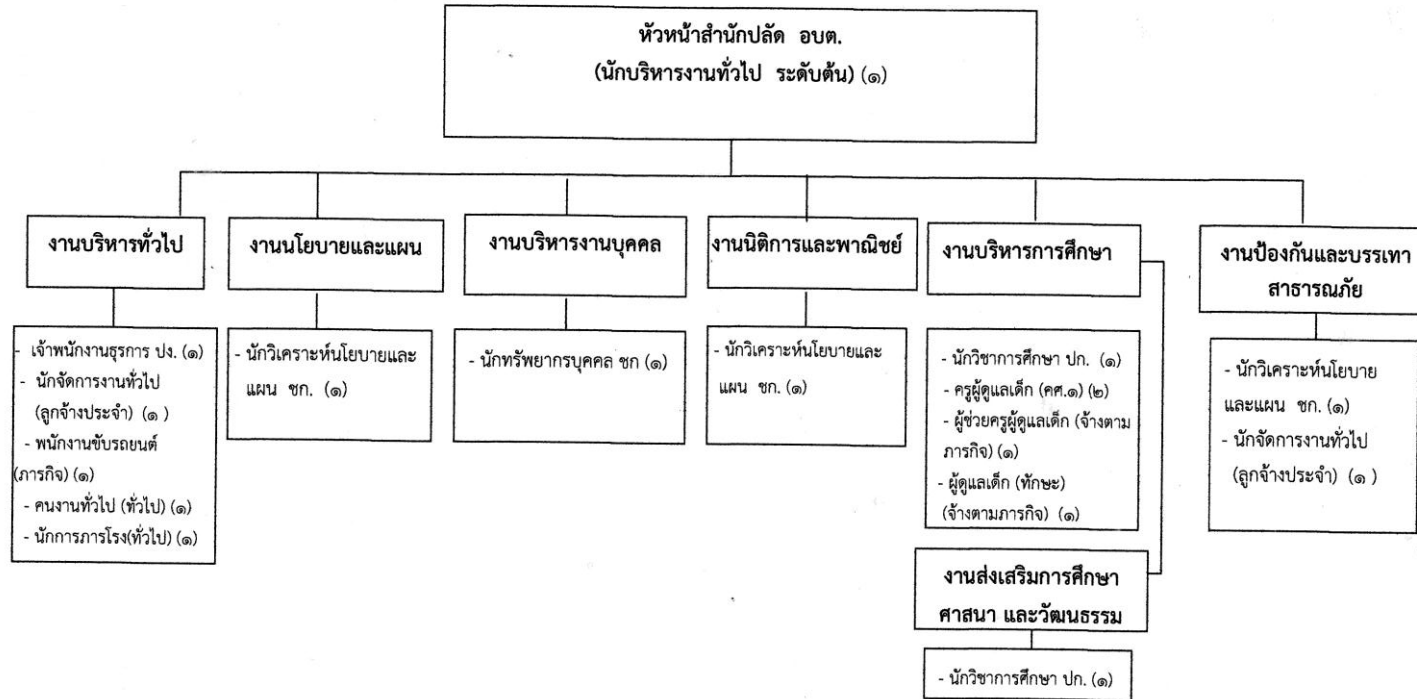 หัวหน้าสำนักปลัด อบต.
(นักบริหารงานทั่วไป ระดับต้น) (๑)
งานบริหารทั่วไป
- เจ้าพนักงานธุรการ ปง. (๑)
- นักจัดการงานทั่วไป
(ลูกจ้างประจำ) (๑ )
- พนักงานขับรถยนต์
(ภารกิจ) (๑)
- คนงานทั่วไป (ทั่วไป) (๑)
- นักการภารโรง(ทั่วไป) (๑)
งานนโยบายและแผน
- นักวิเคราะห์นโยบายและ
แผน ชก. (๑)
งานบริหารงานบุคคล
- นักทรัพยากรบุคคล ชก (๑)
งานนิติการและพาณิชย์
- นักวิเคราะห์นโยบายและ
แผน ชก. (๑)
งานบริหารการศึกษา
- นักวิชาการศึกษา ปก. (๑)
- ครูผู้ดูแลเด็ก (คศ.๑) (๒)
- ผู้ช่วยครูผู้ดูแลเด็ก (จ้างตาม
ภารกิจ) (๑)
- ผู้ดูแลเด็ก (ทักษะ)
(จ้างตามภารกิจ) (๑)
งานส่งเสริมการศึกษา
ศาสนา และวัฒนธรรม
- นักวิชาการศึกษา ปก. (๑)
งานป้องกันและบรรเทา
สาธารณภัย
- นักวิเคราะห์นโยบาย
และแผน ชก. (๑)
- นักจัดการงานทั่วไป
(ลูกจ้างประจำ) (๑ )